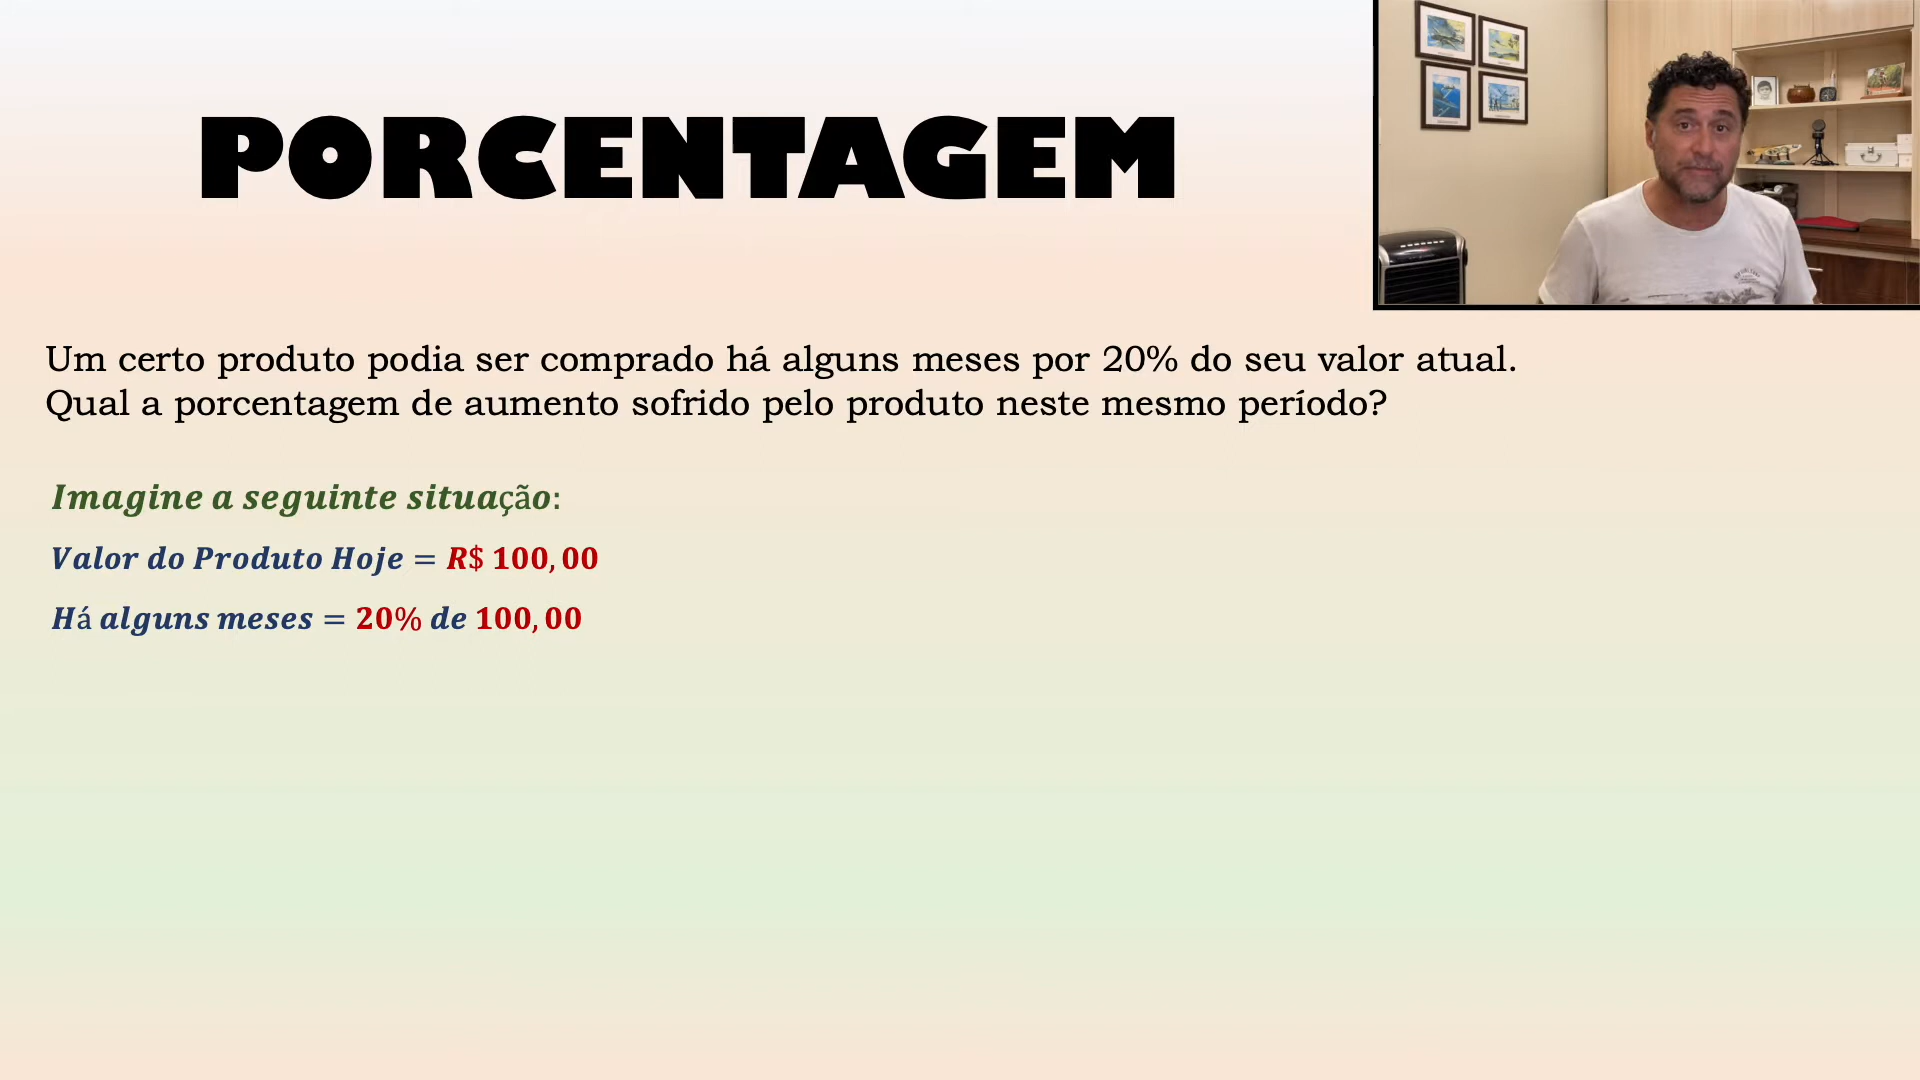 PORCENTAGEM
Um certo produto podia ser comprado há alguns meses por 20% do seu valor atual.
Qual a porcentagem de aumento sofrido pelo produto neste mesmo período?
Imagine a seguinte situação:
Valor do Produto Hoje = R$ 100,00
Há alguns meses = 20% de 100,00